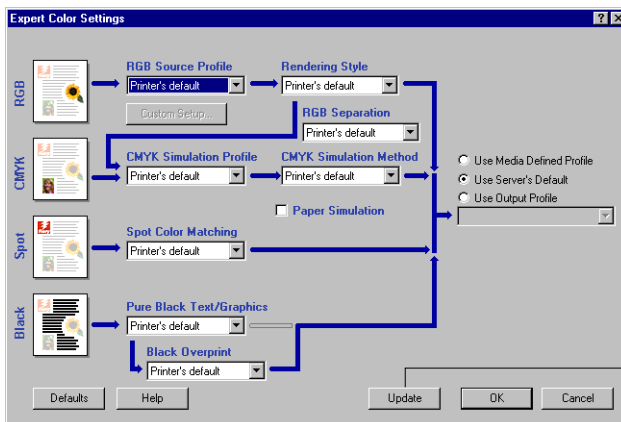 Expert Color Settings
RGB
RGB Source Profile
Printer's default
Custom Setup...
Rendering Style
Printer's default
RGB Separation
Printer's default
CMYK
CMYK Simulation Profile
Printer's default
CMYK Simulation Method
Printer's default
Paper Simulation
Spot
Spot Color Matching
Printer's default
Black
Pure Black Text/Graphics
Printer's default
Black Overprint
Printer's default
Use Media Defined Profile
Use Server's Default
Use Output Profile
Defaults
Help
Update
OK
Cancel